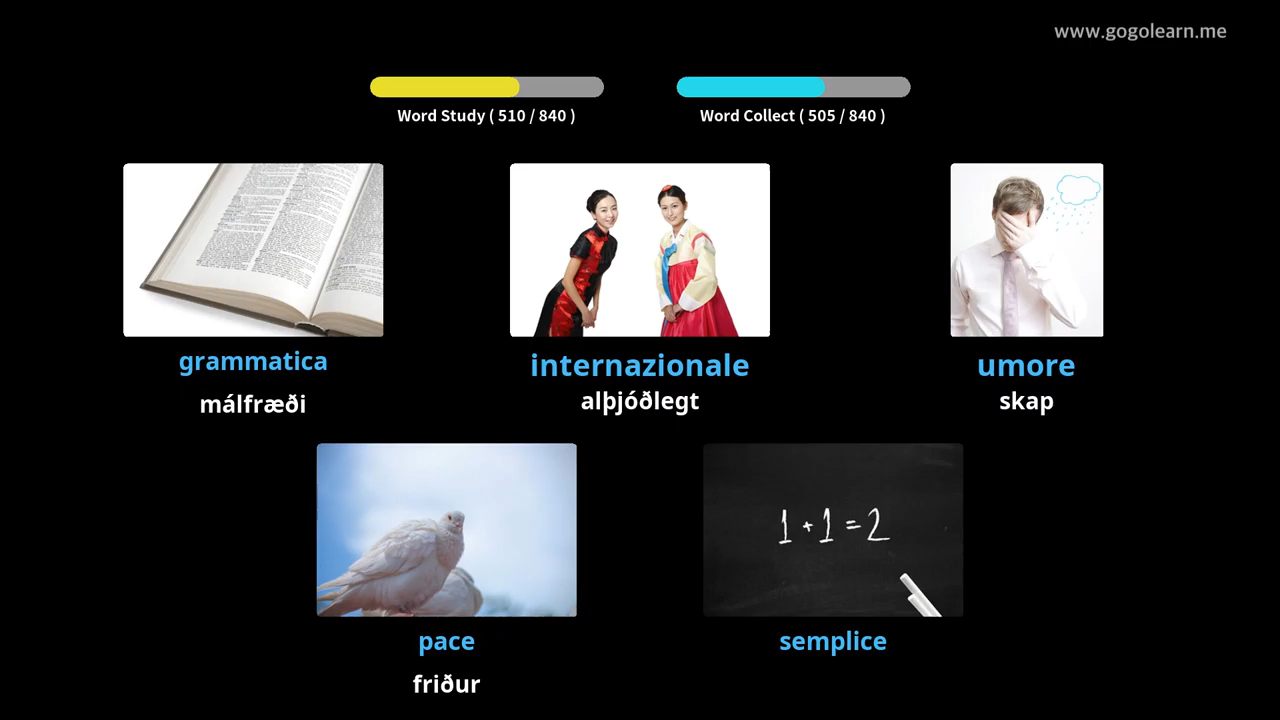 www.gogolearn.me
Word Study ( 510 / 840 )
Word Collect ( 505 / 840 )
grammatica
málfræði
internazionale
alþjóðlegt
umore
skap
1 + 1 = 2
pace
friður
semplice